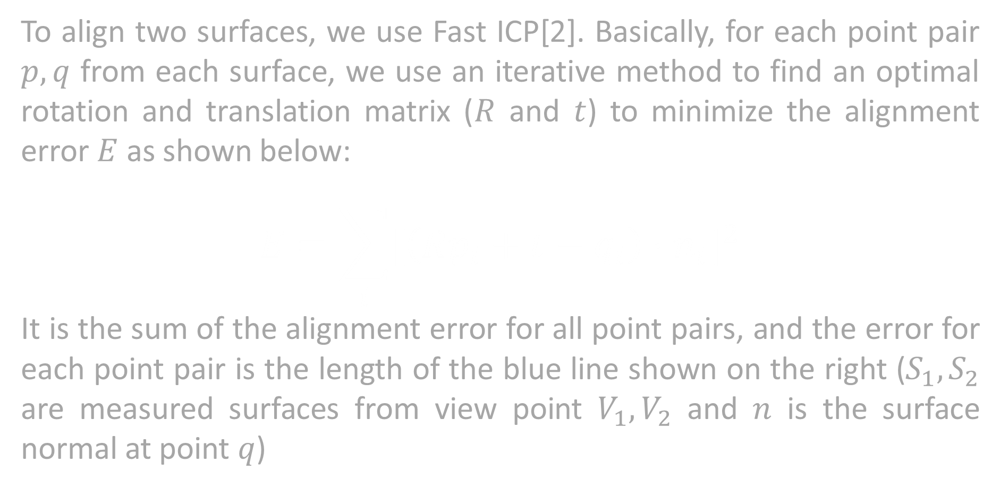 To align two surfaces, we use Fast ICP[2]. Basically, for each point pair
p, q from each surface, we use an iterative method to find an optimal
rotation and translation matrix (R and t) to minimize the alignment
error E as shown below:
It is the sum of the alignment error for all point pairs, and the error for
each point pair is the length of the blue line shown on the right (S₁, S₂
are measured surfaces from view point V₁, V₂ and n is the surface
normal at point q)